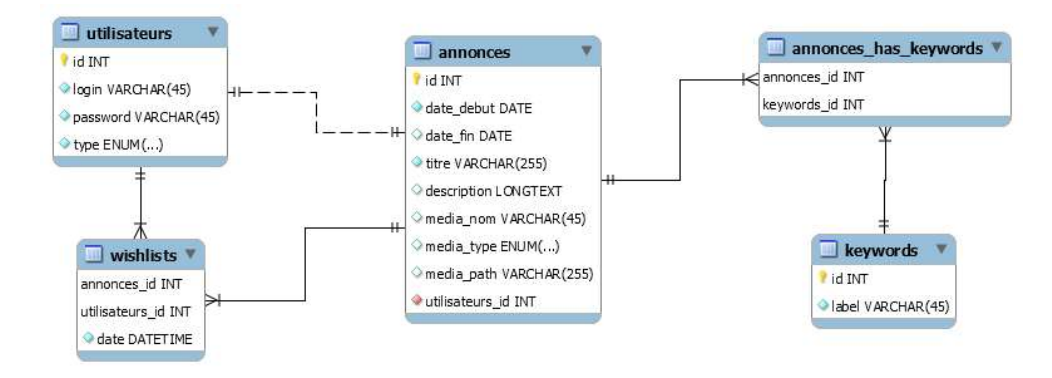 utilisateurs
id INT
login VARCHAR(45)
password VARCHAR(45)
type ENUM(...)
annonces
id INT
date_debut DATE
date_fin DATE
titre VARCHAR(255)
description LONGTEXT
media_nom VARCHAR(45)
media_type ENUM(...)
media_path VARCHAR(255)
utilisateurs_id INT
annonces_has_keywords
annonces_id INT
keywords_id INT
wishlists
annonces_id INT
utilisateurs_id INT
date DATETIME
keywords
id INT
label VARCHAR(45)